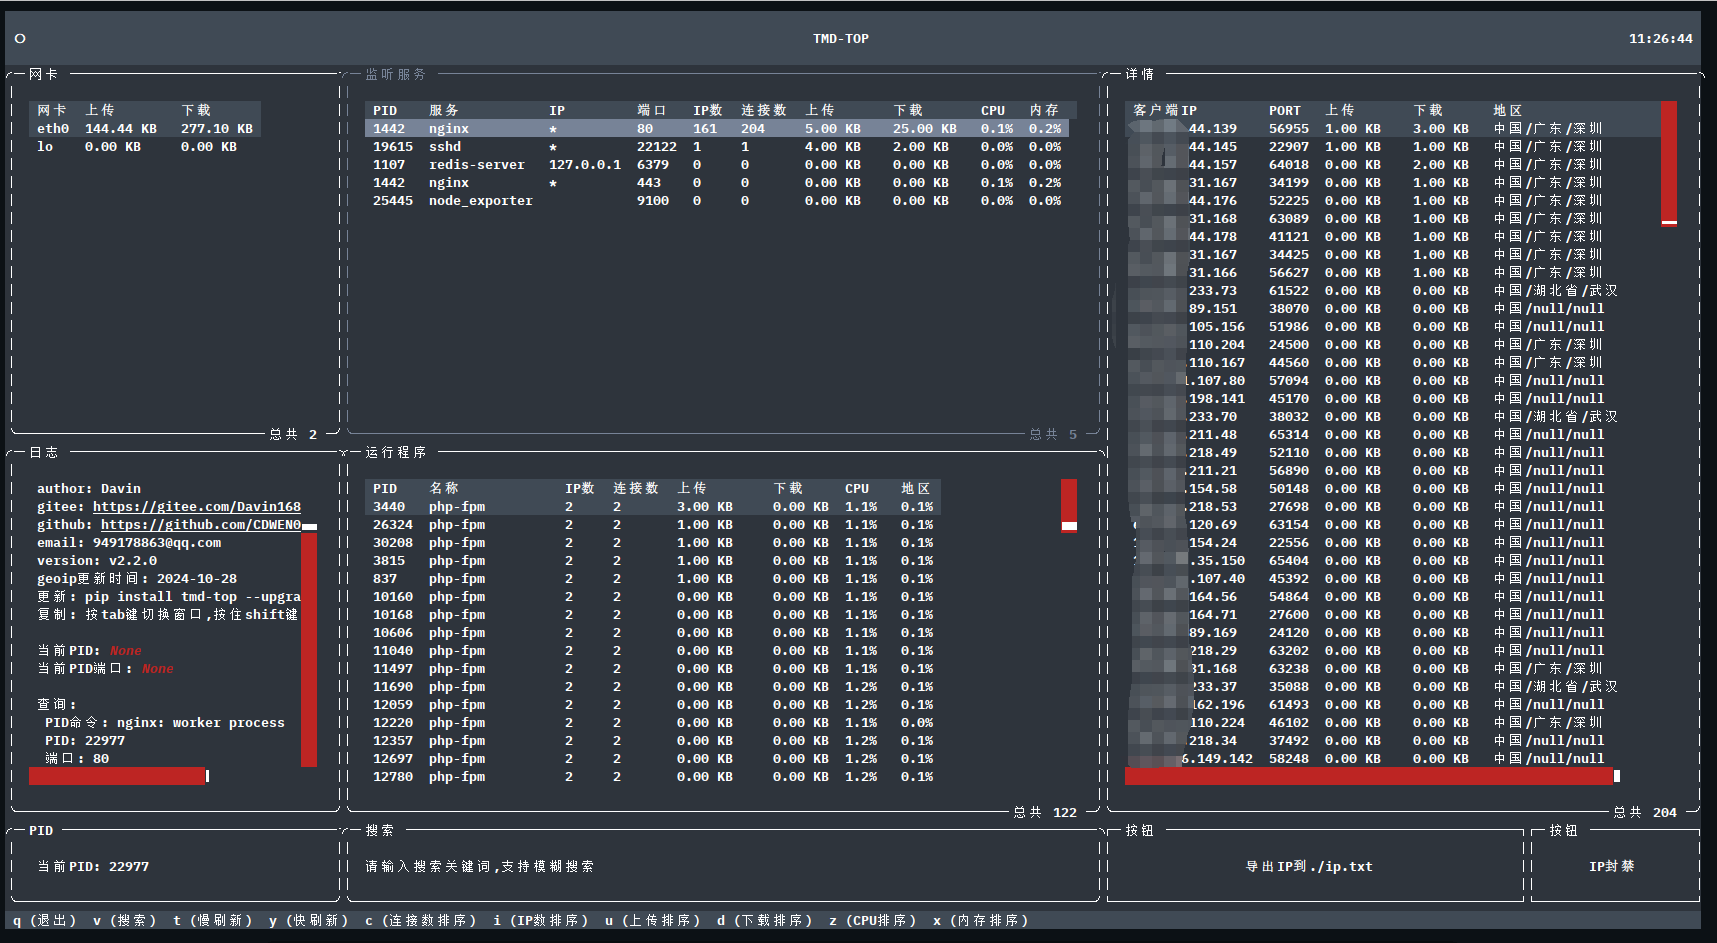 O TMD-TOP 11:26:44
网卡
网卡 上传 下载
eth0 144.44 KB 277.10 KB
lo 0.00 KB 0.00 KB
总共 2
监听服务
PID 服务 IP 端口 IP数 连接数 上传 下载 CPU 内存
1442 nginx * 80 161 204 5.00 KB 25.00 KB 0.1% 0.2%
19615 sshd * 22122 1 1 4.00 KB 2.00 KB 0.0% 0.0%
1107 redis-server 127.0.0.1 6379 0 0 0.00 KB 0.00 KB 0.0% 0.0%
1442 nginx * 443 0 0 0.00 KB 0.00 KB 0.1% 0.2%
25445 node_exporter 9100 0 0 0.00 KB 0.00 KB 0.0% 0.0%
总共 5
详情
客户端IP PORT 上传 下载 地区
44.139 56955 1.00 KB 3.00 KB 中国/广东/深圳
44.145 22907 1.00 KB 1.00 KB 中国/广东/深圳
44.157 64018 0.00 KB 2.00 KB 中国/广东/深圳
31.167 34199 0.00 KB 1.00 KB 中国/广东/深圳
44.176 52225 0.00 KB 1.00 KB 中国/广东/深圳
31.168 63089 0.00 KB 1.00 KB 中国/广东/深圳
44.178 41121 0.00 KB 1.00 KB 中国/广东/深圳
31.167 34425 0.00 KB 1.00 KB 中国/广东/深圳
31.166 56627 0.00 KB 1.00 KB 中国/广东/深圳
233.73 61522 0.00 KB 0.00 KB 中国/湖北省/武汉
89.151 38070 0.00 KB 0.00 KB 中国/null/null
105.156 51986 0.00 KB 0.00 KB 中国/null/null
110.204 24500 0.00 KB 0.00 KB 中国/广东/深圳
110.167 44560 0.00 KB 0.00 KB 中国/广东/深圳
.107.80 57094 0.00 KB 0.00 KB 中国/null/null
198.141 45170 0.00 KB 0.00 KB 中国/null/null
233.70 38032 0.00 KB 0.00 KB 中国/湖北省/武汉
211.48 65314 0.00 KB 0.00 KB 中国/null/null
218.49 52110 0.00 KB 0.00 KB 中国/null/null
.211.21 56890 0.00 KB 0.00 KB 中国/null/null
.154.58 50148 0.00 KB 0.00 KB 中国/null/null
.218.53 27698 0.00 KB 0.00 KB 中国/null/null
.120.69 63154 0.00 KB 0.00 KB 中国/null/null
154.24 22556 0.00 KB 0.00 KB 中国/null/null
.35.150 65404 0.00 KB 0.00 KB 中国/null/null
.107.40 45392 0.00 KB 0.00 KB 中国/null/null
164.56 54864 0.00 KB 0.00 KB 中国/null/null
164.71 27600 0.00 KB 0.00 KB 中国/null/null
89.169 24120 0.00 KB 0.00 KB 中国/null/null
218.29 63202 0.00 KB 0.00 KB 中国/null/null
31.168 63238 0.00 KB 0.00 KB 中国/广东/深圳
233.37 35088 0.00 KB 0.00 KB 中国/湖北省/武汉
162.196 61493 0.00 KB 0.00 KB 中国/null/null
110.224 46102 0.00 KB 0.00 KB 中国/广东/深圳
.218.34 37492 0.00 KB 0.00 KB 中国/null/null
6.149.142 58248 0.00 KB 0.00 KB 中国/null/null
总共 204
日志
author: Davin
gitee: https://gitee.com/Davin168
github: https://github.com/CDWEN0
email: 949178863@qq.com
version: v2.2.0
geoip更新时间: 2024-10-28
更新: pip install tmd-top --upgra
复制: 按tab键切换窗口,按住shift键
当前PID: None
当前PID端口: None
查询:
PID命令: nginx: worker process
PID: 22977
端口: 80
运行程序
PID 名称 IP数 连接数 上传 下载 CPU 地区
3440 php-fpm 2 2 3.00 KB 0.00 KB 1.1% 0.1%
26324 php-fpm 2 2 1.00 KB 0.00 KB 1.1% 0.1%
30208 php-fpm 2 2 1.00 KB 0.00 KB 1.1% 0.1%
3815 php-fpm 2 2 1.00 KB 0.00 KB 1.1% 0.1%
837 php-fpm 2 2 1.00 KB 0.00 KB 1.1% 0.1%
10160 php-fpm 2 2 0.00 KB 0.00 KB 1.1% 0.1%
10168 php-fpm 2 2 0.00 KB 0.00 KB 1.1% 0.1%
10606 php-fpm 2 2 0.00 KB 0.00 KB 1.1% 0.1%
11040 php-fpm 2 2 0.00 KB 0.00 KB 1.1% 0.1%
11497 php-fpm 2 2 0.00 KB 0.00 KB 1.1% 0.1%
11690 php-fpm 2 2 0.00 KB 0.00 KB 1.2% 0.1%
12059 php-fpm 2 2 0.00 KB 0.00 KB 1.2% 0.1%
12220 php-fpm 2 2 0.00 KB 0.00 KB 1.1% 0.0%
12357 php-fpm 2 2 0.00 KB 0.00 KB 1.2% 0.1%
12697 php-fpm 2 2 0.00 KB 0.00 KB 1.2% 0.1%
12780 php-fpm 2 2 0.00 KB 0.00 KB 1.2% 0.1%
总共 122
PID
当前PID: 22977
搜索
请输入搜索关键词,支持模糊搜索
按钮
导出IP到./ip.txt
按钮
IP封禁
q (退出) v (搜索) t (慢刷新) y (快刷新) c (连接数排序) i (IP数排序) u (上传排序) d (下载排序) z (CPU排序) x (内存排序)